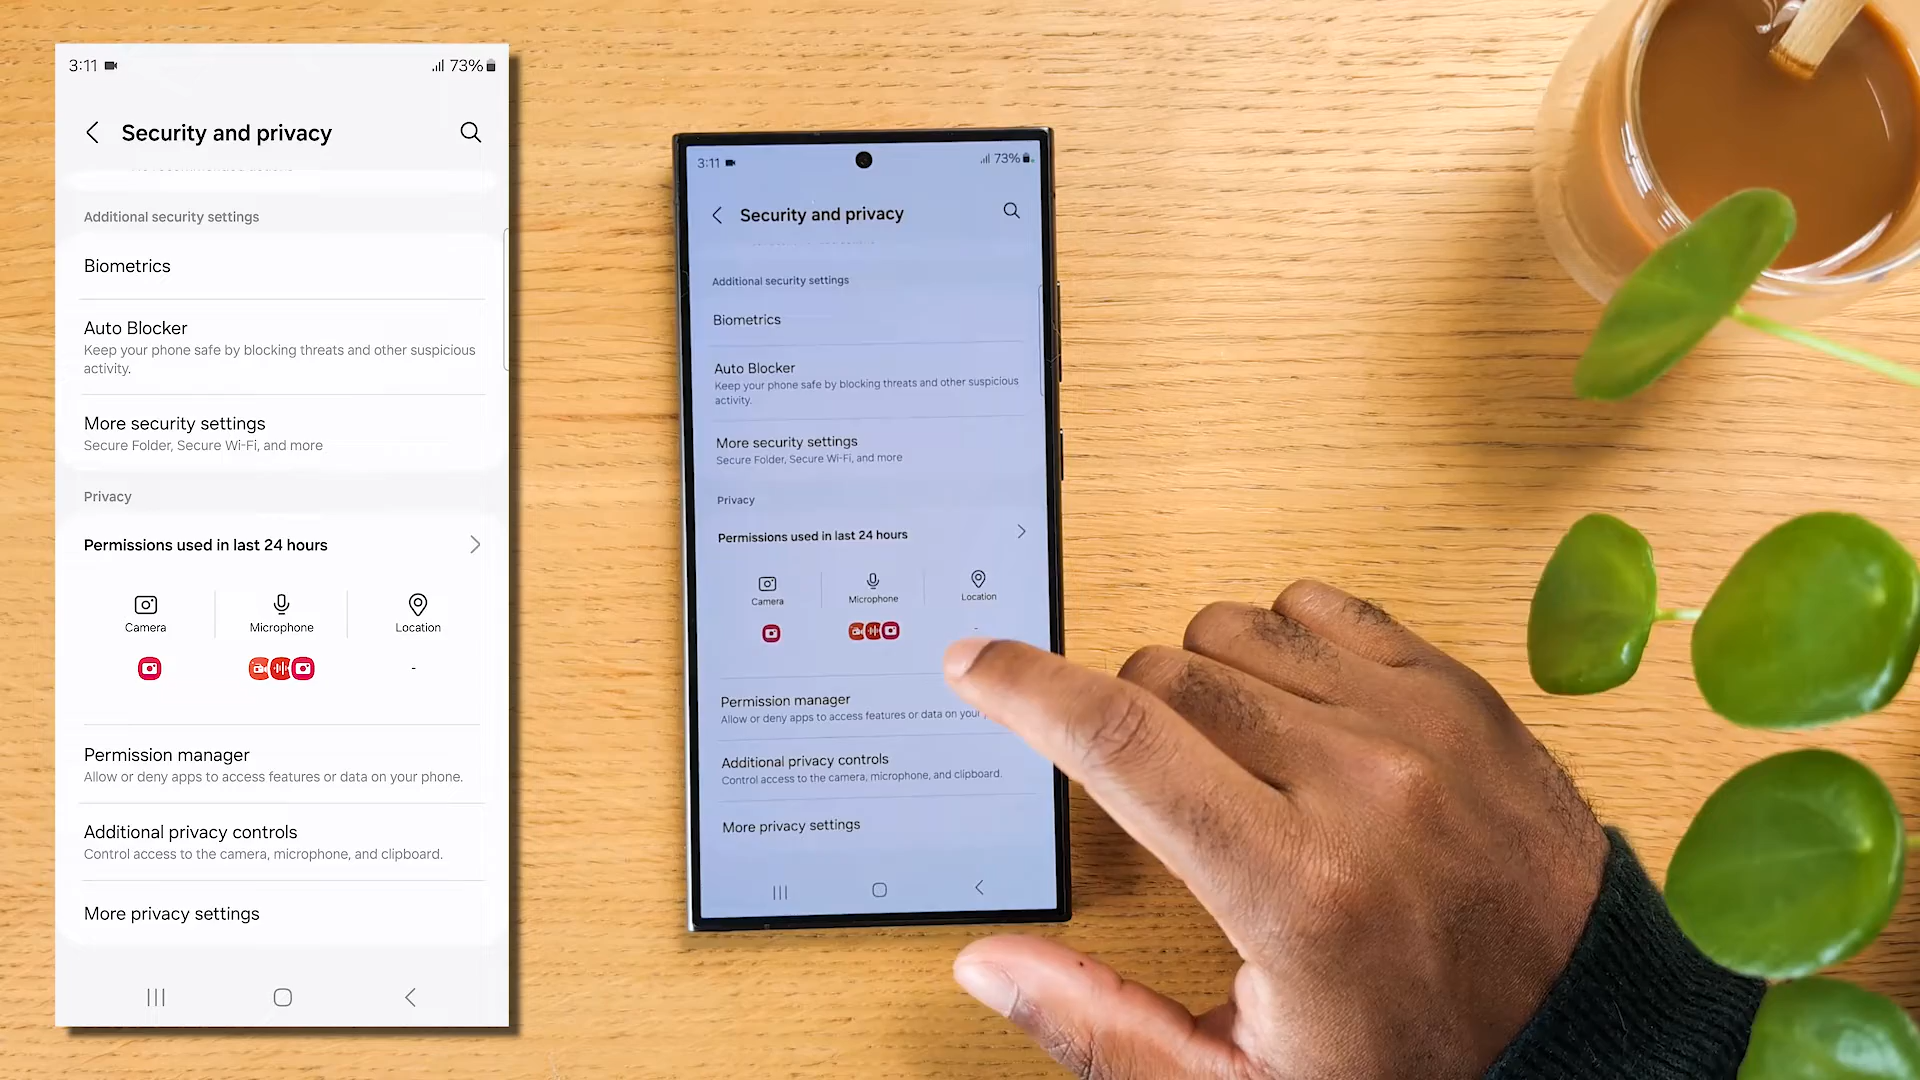 3:11
73%
Security and privacy
Additional security settings
Biometrics
Auto Blocker
Keep your phone safe by blocking threats and other suspicious
activity.
More security settings
Secure Folder, Secure Wi-Fi, and more
Privacy
Permissions used in last 24 hours
Camera
Microphone
Location
-
Permission manager
Allow or deny apps to access features or data on your phone.
Additional privacy controls
Control access to the camera, microphone, and clipboard.
More privacy settings
3:11
73%
Security and privacy
Additional security settings
Biometrics
Auto Blocker
Keep your phone safe by blocking threats and other suspicious
activity.
More security settings
Secure Folder, Secure Wi-Fi, and more
Privacy
Permissions used in last 24 hours
Camera
Microphone
Location
-
Permission manager
Allow or deny apps to access features or data on your
Additional privacy controls
Control access to the camera, microphone, and clipboard.
More privacy settings